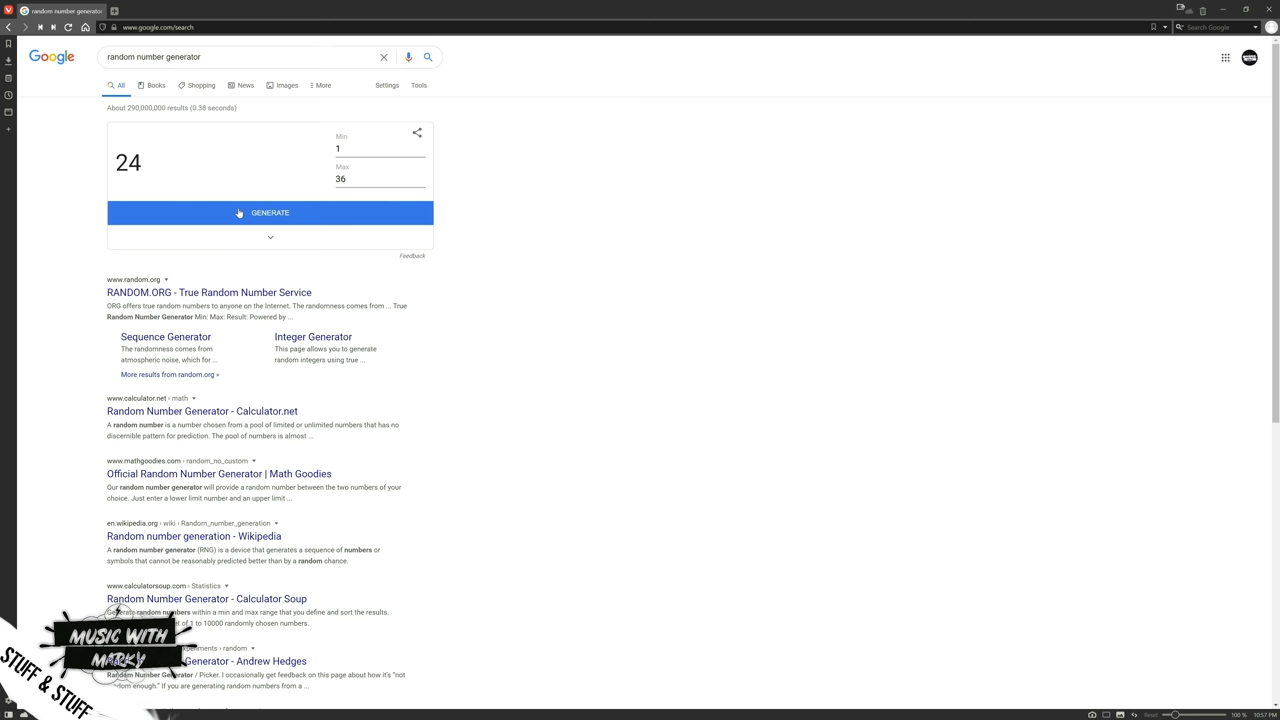 random number generator
www.google.com/search
Search Google
Google
random number generator
All
Books
Shopping
News
Images
More
Settings
Tools
About 290,000,000 results (0.38 seconds)
24
Min
1
Max
36
GENERATE
Feedback
www.random.org
RANDOM.ORG - True Random Number Service
ORG offers true random numbers to anyone on the Internet. The randomness comes from ... True
Random Number Generator Min: Max: Result: Powered by ...
Sequence Generator
The randomness comes from
atmospheric noise, which for ...
Integer Generator
This page allows you to generate
random integers using true ...
More results from random.org »
www.calculator.net › math
Random Number Generator - Calculator.net
A random number is a number chosen from a pool of limited or unlimited numbers that has no
discernible pattern for prediction. The pool of numbers is almost ...
www.mathgoodies.com › random_no_custom
Official Random Number Generator | Math Goodies
Our random number generator will provide a random number between the two numbers of your
choice. Just enter a lower limit number and an upper limit ...
en.wikipedia.org › wiki › Random_number_generation
Random number generation - Wikipedia
A random number generator (RNG) is a device that generates a sequence of numbers or
symbols that cannot be reasonably predicted better than by a random chance.
www.calculatorsoup.com › Statistics
Random Number Generator - Calculator Soup
Generate random numbers within a min and max range that you define and sort the results.
of 1 to 10000 randomly chosen numbers.
› random
Generator - Andrew Hedges
Random Number Generator / Picker. I occasionally get feedback on this page about how it's "not
enough." If you are generating random numbers from a ...
MUSIC WITH
MARKY
STUFF & STUFF
Reset
100 %
10:57 PM